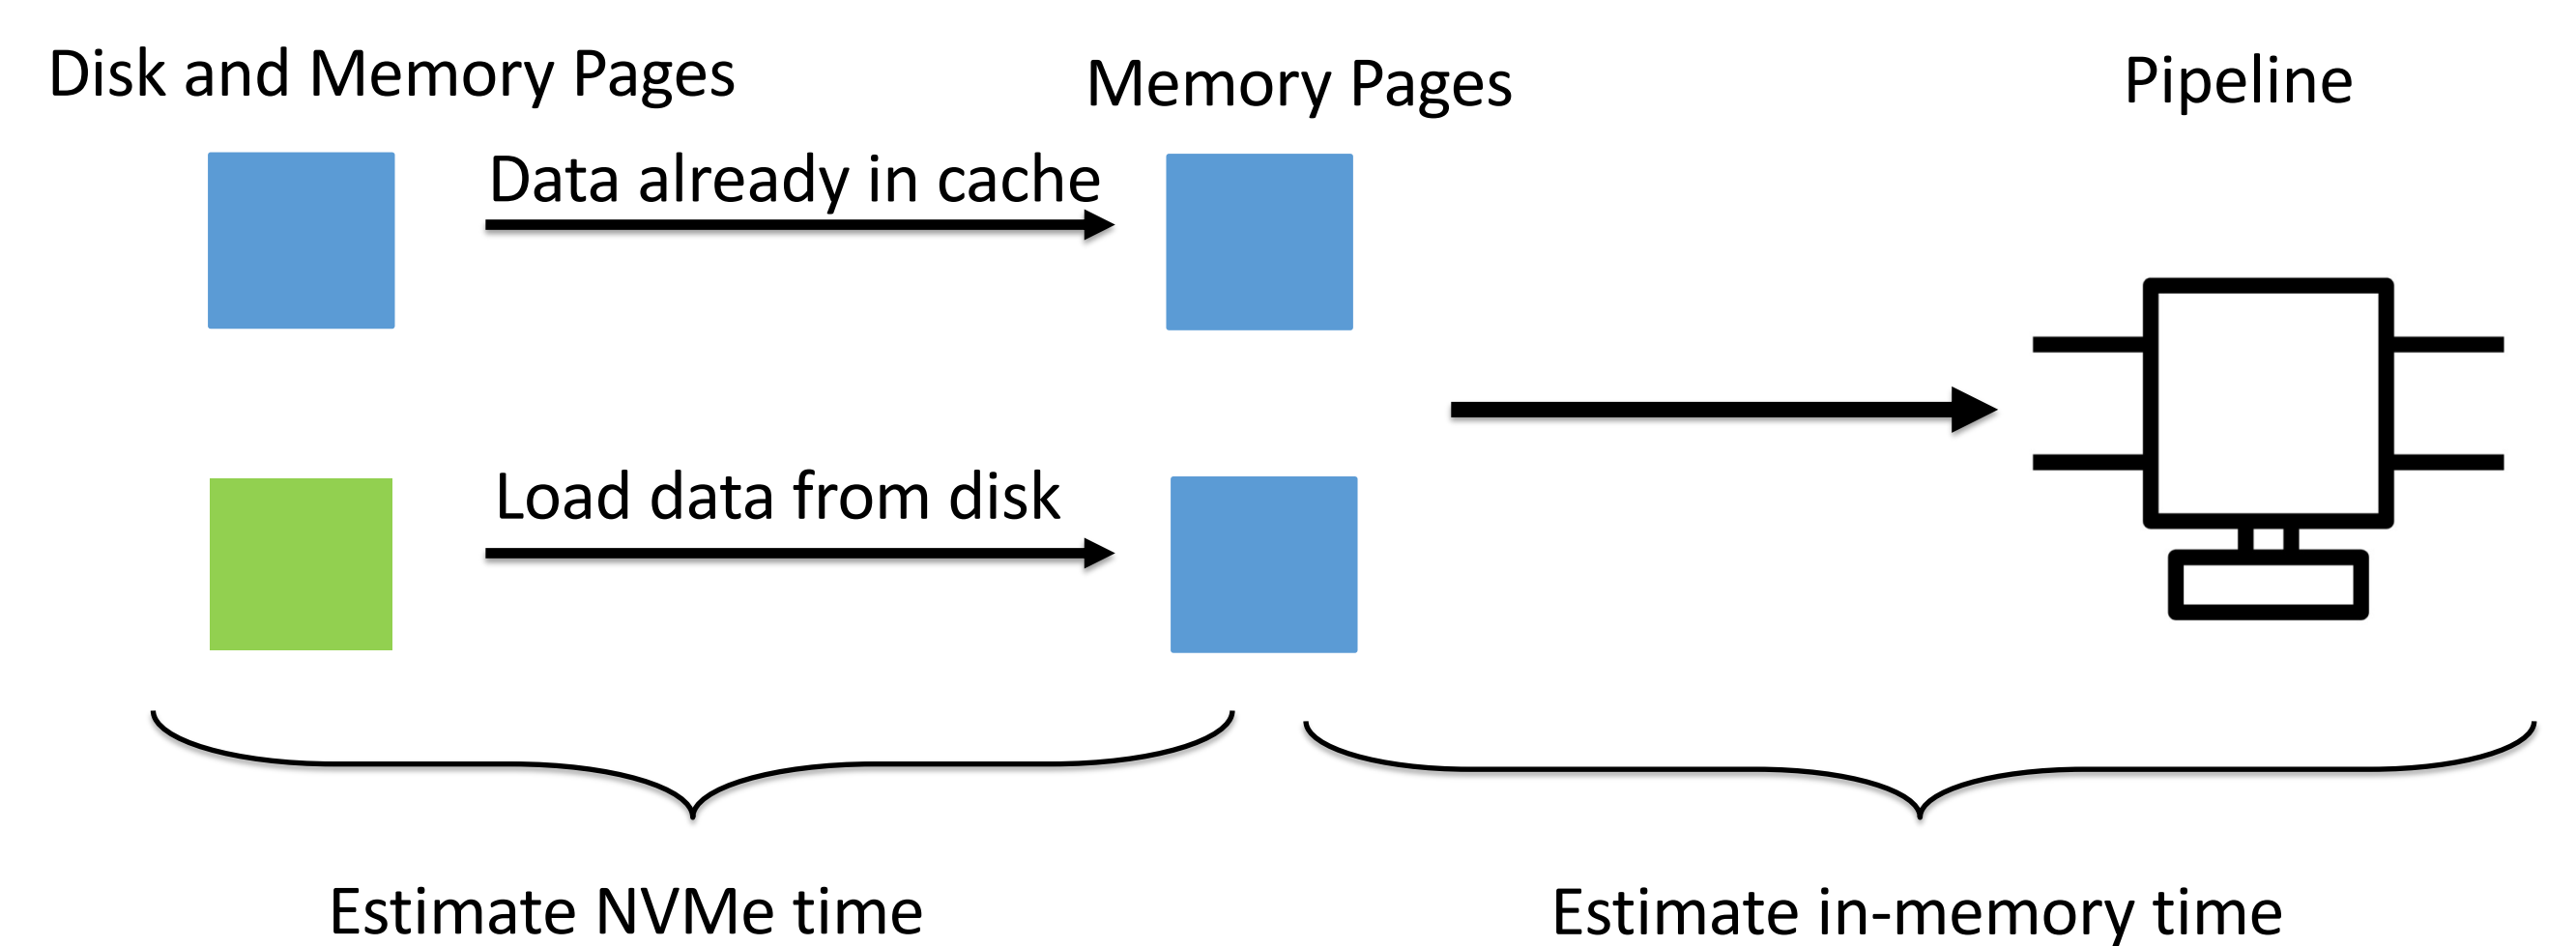 Disk and Memory Pages
Memory Pages
Pipeline
Data already in cache
Load data from disk
Estimate NVMe time
Estimate in-memory time